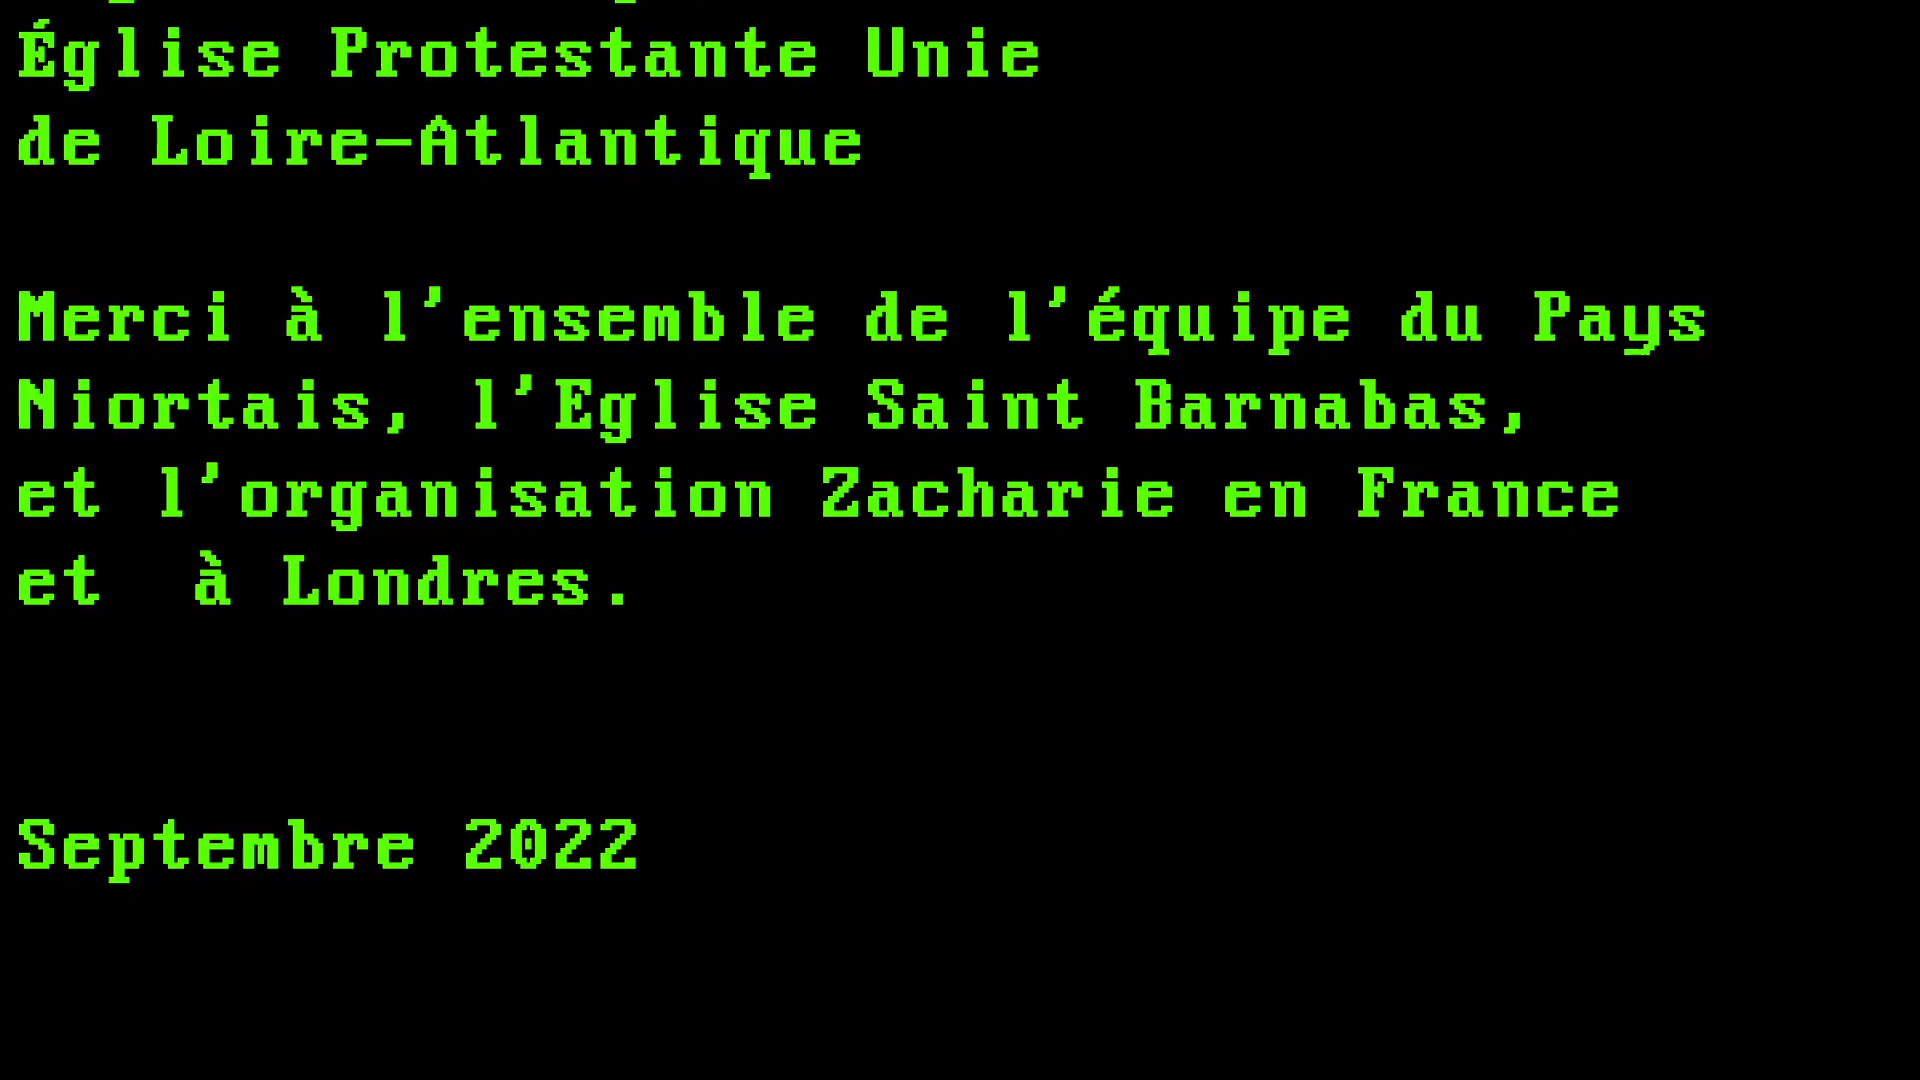 Église Protestante Unie
de Loire-Atlantique
Merci à l'ensemble de l'équipe du Pays
Niortais, l'Eglise Saint Barnabas,
et l'organisation Zacharie en France
et  à Londres.
Septembre 2022